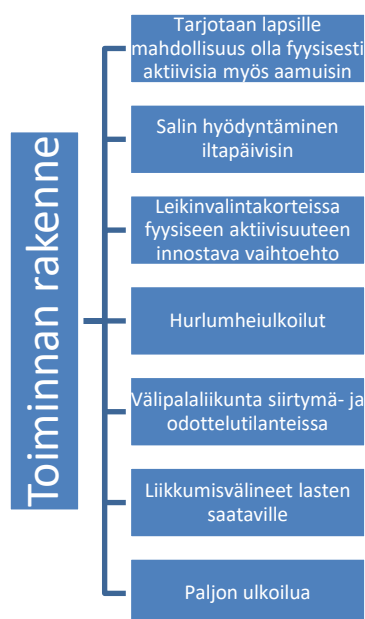 Toiminnan rakenne
Tarjotaan lapsille
mahdollisuus olla fyysisesti
aktiivisia myös aamuisin
Salin hyödyntäminen
iltapäivisin
Leikinvalintakorteissa
fyysiseen aktiivisuuteen
innostava vaihtoehto
Hurlumheiulkoilut
Välipalaliikunta siirtymä- ja
odottelutilanteissa
Liikkumisvälineet lasten
saataville
Paljon ulkoilua